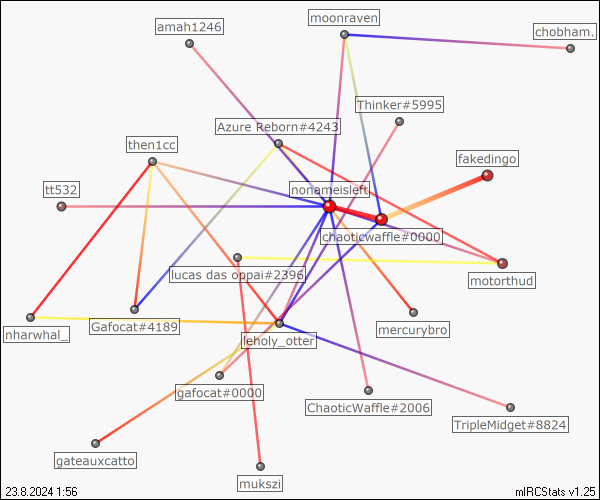 moonraven
amah1246
chobham.
Thinker#5995
Azure Reborn#4243
then1cc
fakedingo
tt532
nonameisleft
chaoticwaffle#0000
lucas das oppai#2396
motorthud
Gafocat#4189
mercurybro
nharwhal_
leholy_otter
gafocat#0000
ChaoticWaffle#2006
TripleMidget#8824
gateauxcatto
mukszi
23.8.2024 1:56
mIRCStats v1.25